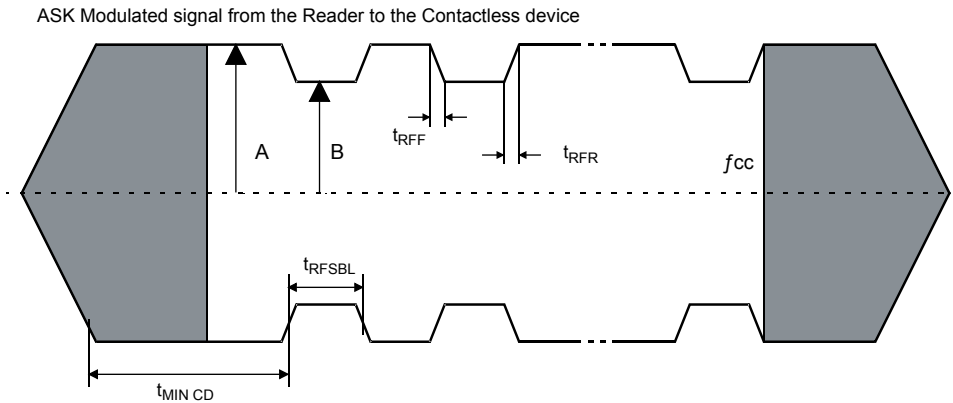 ASK Modulated signal from the Reader to the Contactless device
A
B
tRFF
tRFR
ƒcc
tRFSBL
tMIN CD